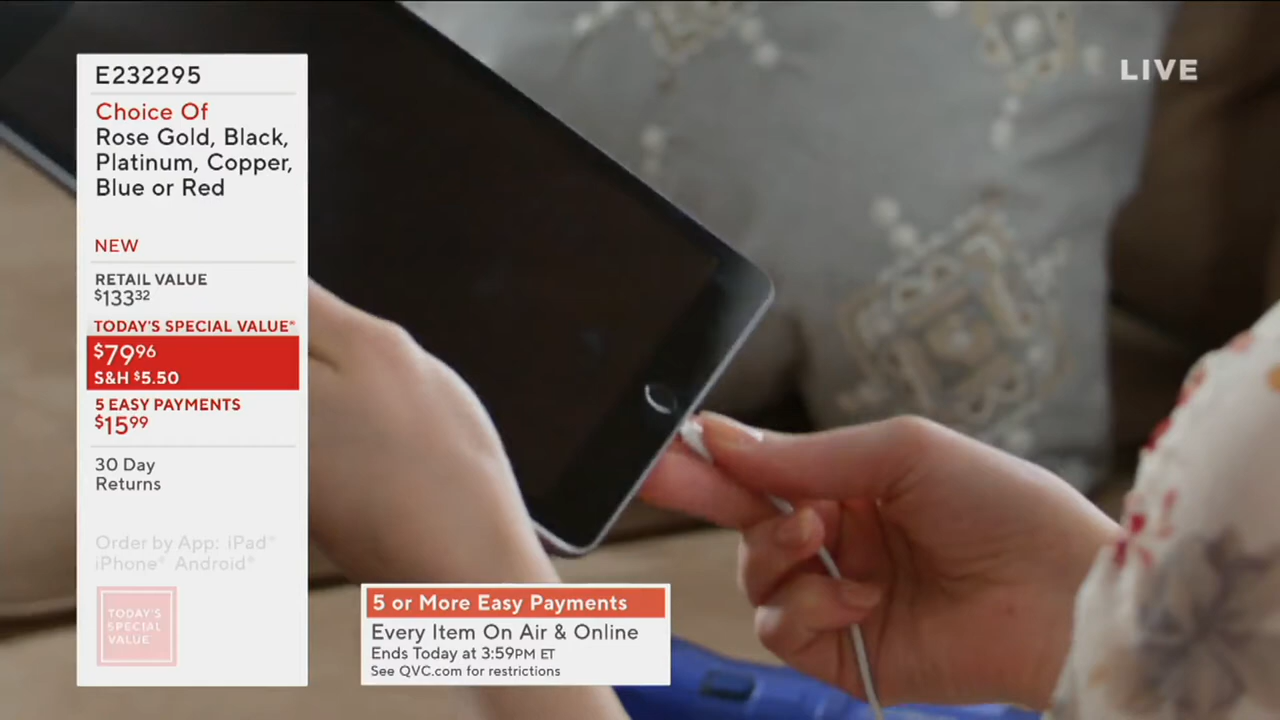 E232295
Choice Of
Rose Gold, Black,
Platinum, Copper,
Blue or Red
NEW
RETAIL VALUE
$133.32
TODAY'S SPECIAL VALUE®
$79.96
S&H $5.50
5 EASY PAYMENTS
$15.99
30 Day
Returns
Order by App: iPad®
iPhone® Android®
TODAY'S
SPECIAL
VALUE
LIVE
5 or More Easy Payments
Every Item On Air & Online
Ends Today at 3:59PM ET
See QVC.com for restrictions